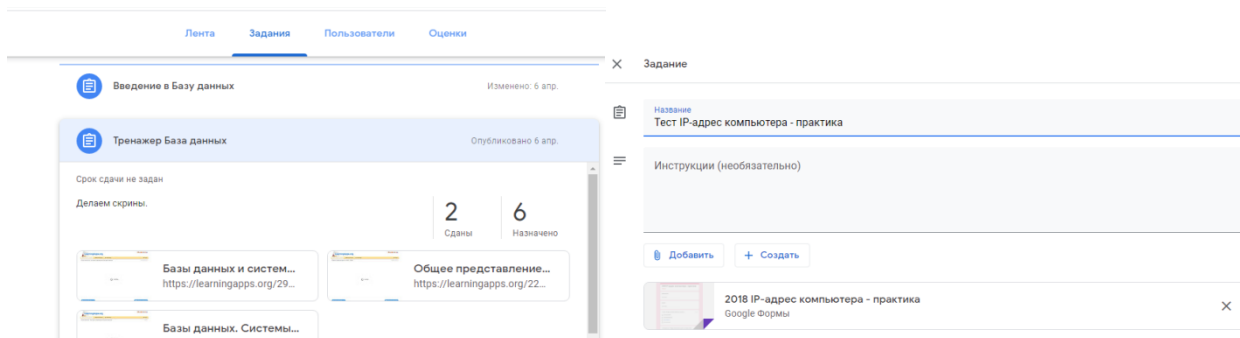 Лента Задания Пользователи Оценки
Введение в Базу данных Изменено: 6 апр.
Тренажер База данных Опубликовано 6 апр.
Срок сдачи не задан
Делаем скрины.
2 6
Сданы Назначено
Базы данных и систем...
https://learningapps.org/29...
Общее представление...
https://learningapps.org/22...
Базы данных. Системы...
Задание
Название
Тест IP-адрес компьютера - практика
Инструкции (необязательно)
Добавить + Создать
2018 IP-адрес компьютера - практика
Google Формы